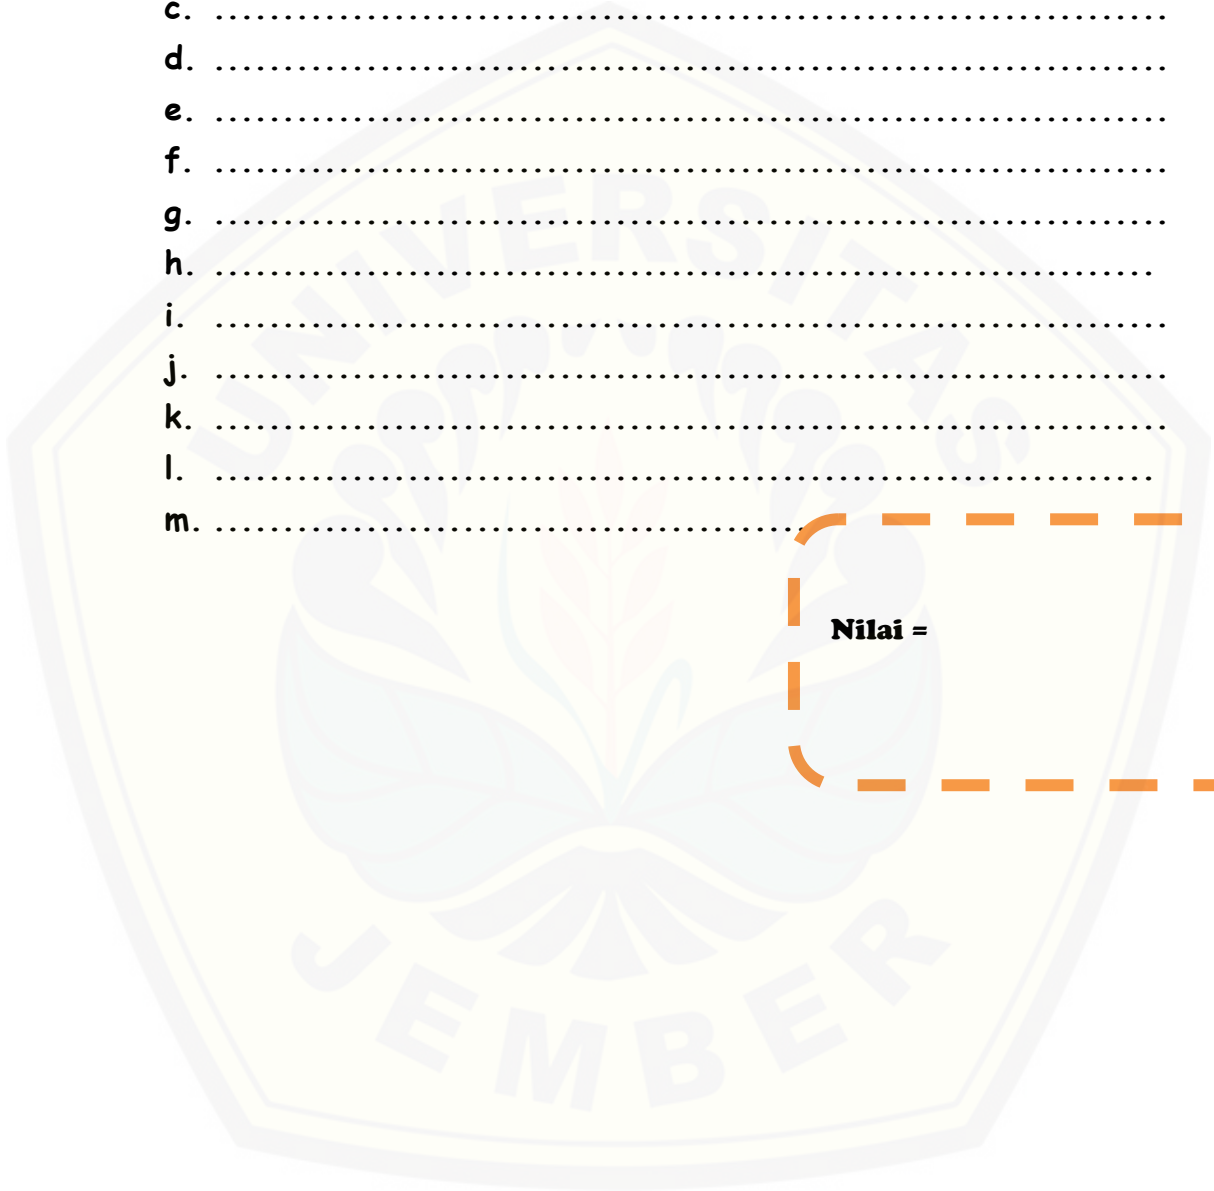 c. ......................................................................
d. ......................................................................
e. ......................................................................
f. ......................................................................
g. ......................................................................
h. .....................................................................
i. ......................................................................
j. ......................................................................
k. ......................................................................
l. .....................................................................
m. ...........................................
Nilai =
UNIVERSITAS
JEMBER